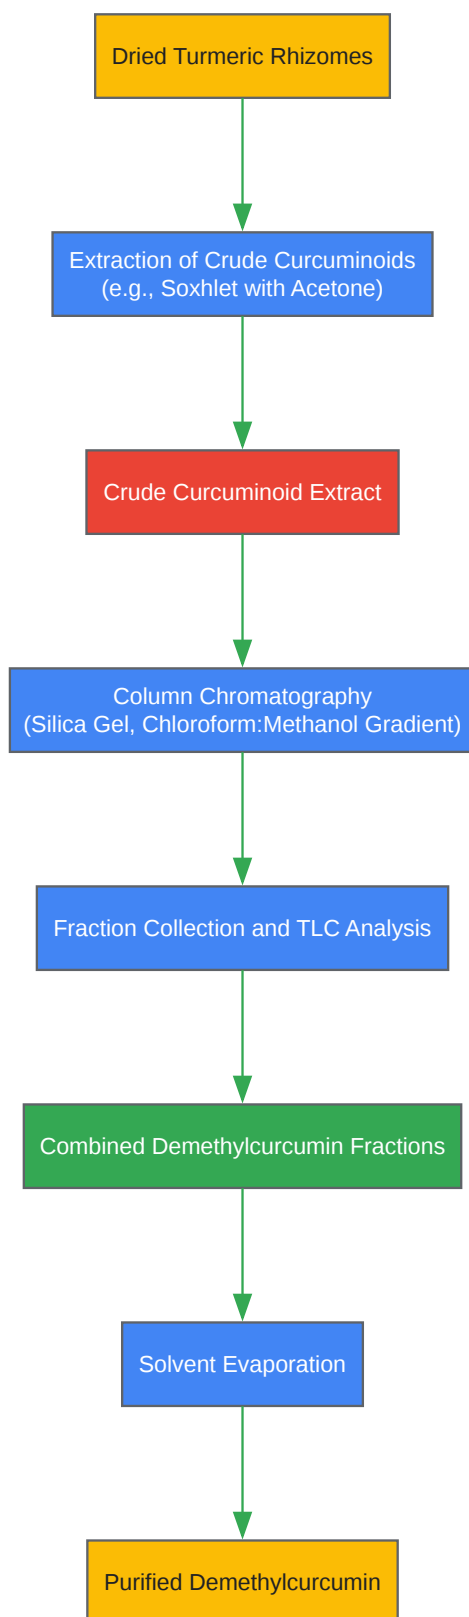 Dried Turmeric Rhizomes
Extraction of Crude Curcuminoids
(e.g., Soxhlet with Acetone)
Crude Curcuminoid Extract
Column Chromatography
(Silica Gel, Chloroform:Methanol Gradient)
Fraction Collection and TLC Analysis
Combined Demethylcurcumin Fractions
Solvent Evaporation
Purified Demethylcurcumin